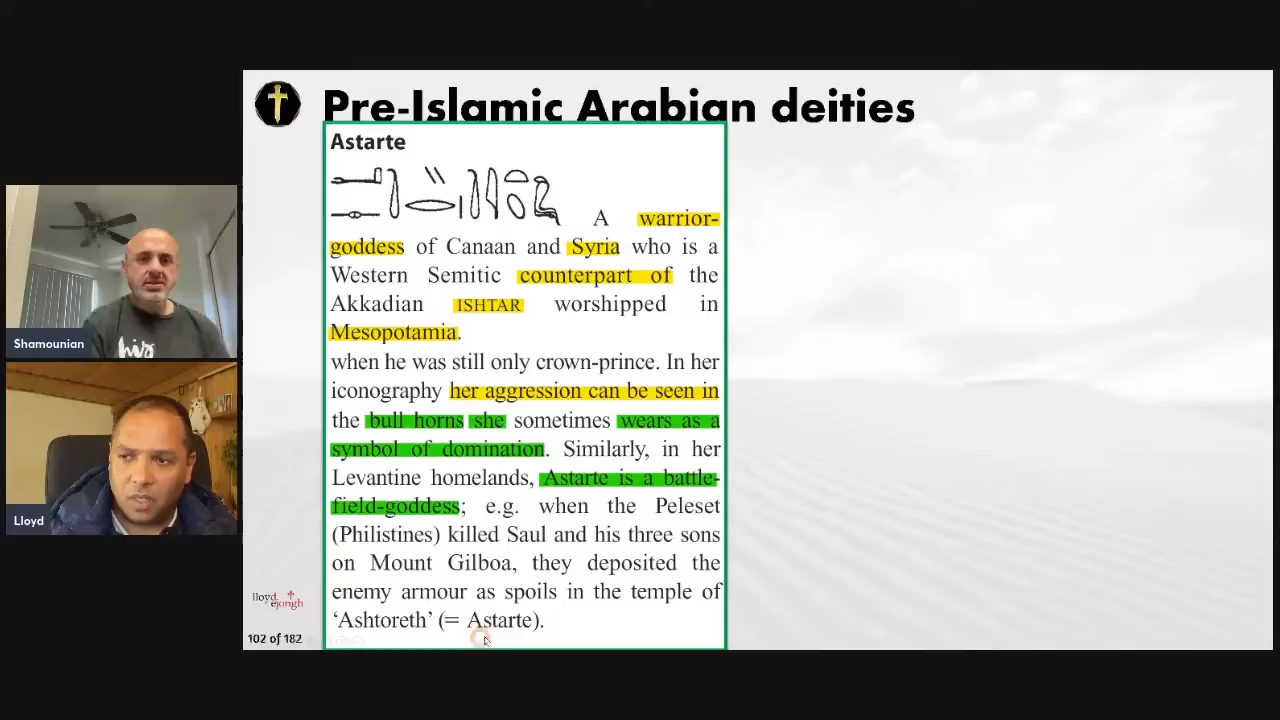 Pre-Islamic Arabian deities
Astarte
A warrior-
goddess of Canaan and Syria who is a
Western Semitic counterpart of the
Akkadian ISHTAR worshipped in
Mesopotamia.
when he was still only crown-prince. In her
iconography her aggression can be seen in
the bull horns she sometimes wears as a
symbol of domination. Similarly, in her
Levantine homelands, Astarte is a battle-
field-goddess; e.g. when the Peleset
(Philistines) killed Saul and his three sons
on Mount Gilboa, they deposited the
enemy armour as spoils in the temple of
‘Ashtoreth’ (= Astarte).
Shamounian
his
Lloyd
lloyd
ejongh
102 of 182